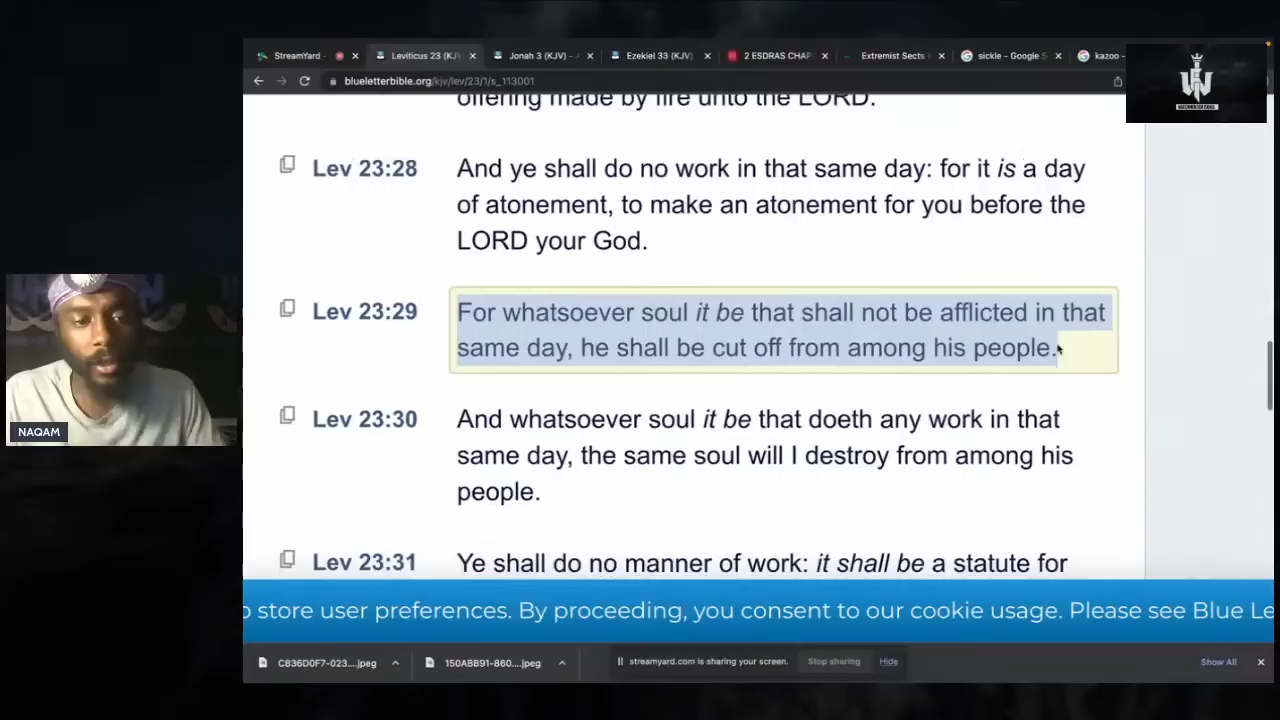 StreamYard
Leviticus 23 (KJV
Jonah 3 (KJV) -
Ezekiel 33 (KJV)
2 ESDRAS CHAP
Extremist Sects
sickle - Google S
kazoo -
blueletterbible.org/kjv/lev/23/1/s_113001
offering made by fire unto the LORD.
Lev 23:28
And ye shall do no work in that same day: for it is a day
of atonement, to make an atonement for you before the
LORD your God.
Lev 23:29
For whatsoever soul it be that shall not be afflicted in that
same day, he shall be cut off from among his people.
Lev 23:30
And whatsoever soul it be that doeth any work in that
same day, the same soul will I destroy from among his
people.
Lev 23:31
Ye shall do no manner of work: it shall be a statute for
NAQAM
o store user preferences. By proceeding, you consent to our cookie usage. Please see Blue Le
C836D0F7-023....jpeg
150ABB91-860....jpeg
streamyard.com is sharing your screen.
Stop sharing
Hide
Show All